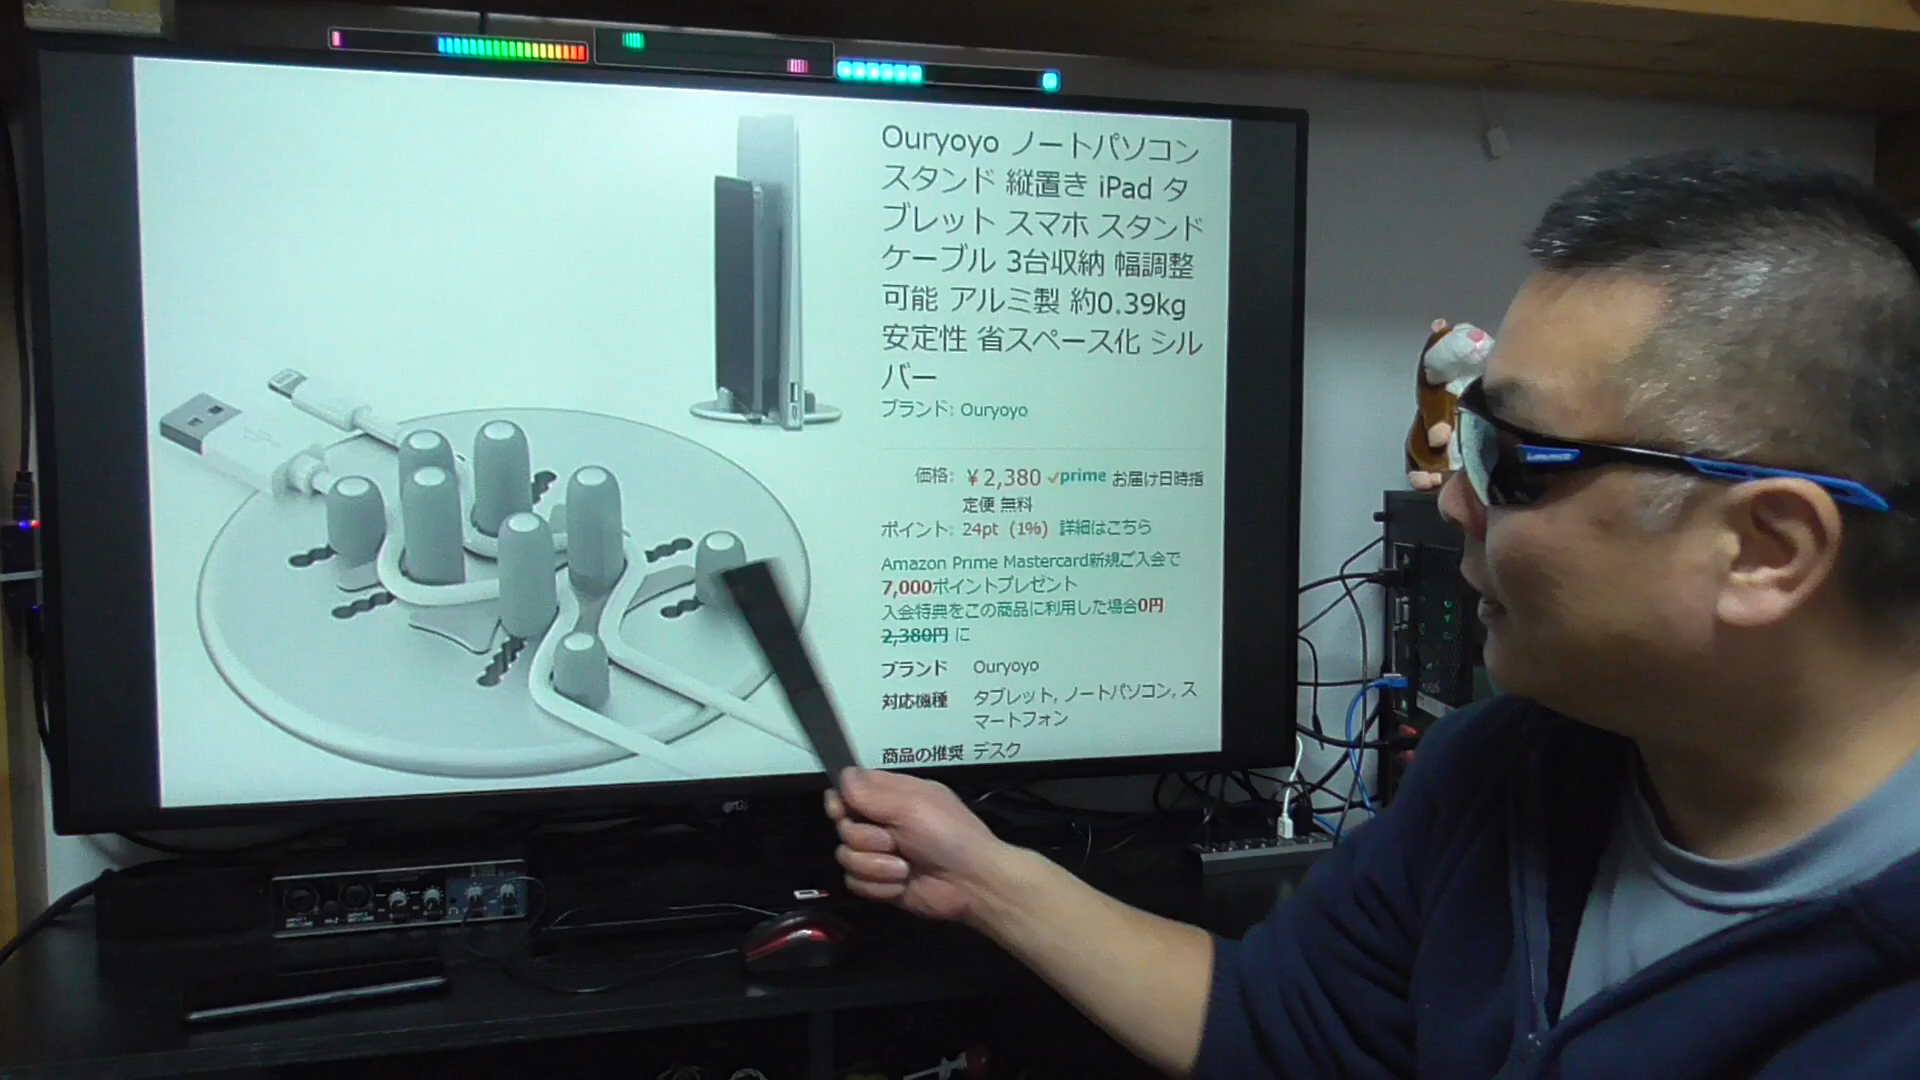 Ouryoyo ノートパソコン
スタンド 縦置き iPad タ
ブレット スマホ スタンド
ケーブル 3台収納 幅調整
可能 アルミ製 約0.39kg
安定性 省スペース化 シル
バー
ブランド: Ouryoyo
価格: ¥2,380 prime お届け日時指
定便 無料
ポイント: 24pt (1%) 詳細はこちら
Amazon Prime Mastercard新規ご入会で
7,000ポイントプレゼント
入会特典をこの商品に利用した場合0円
2,380円 に
ブランド Ouryoyo
対応機種 タブレット, ノートパソコン, ス
マートフォン
商品の推奨 デスク